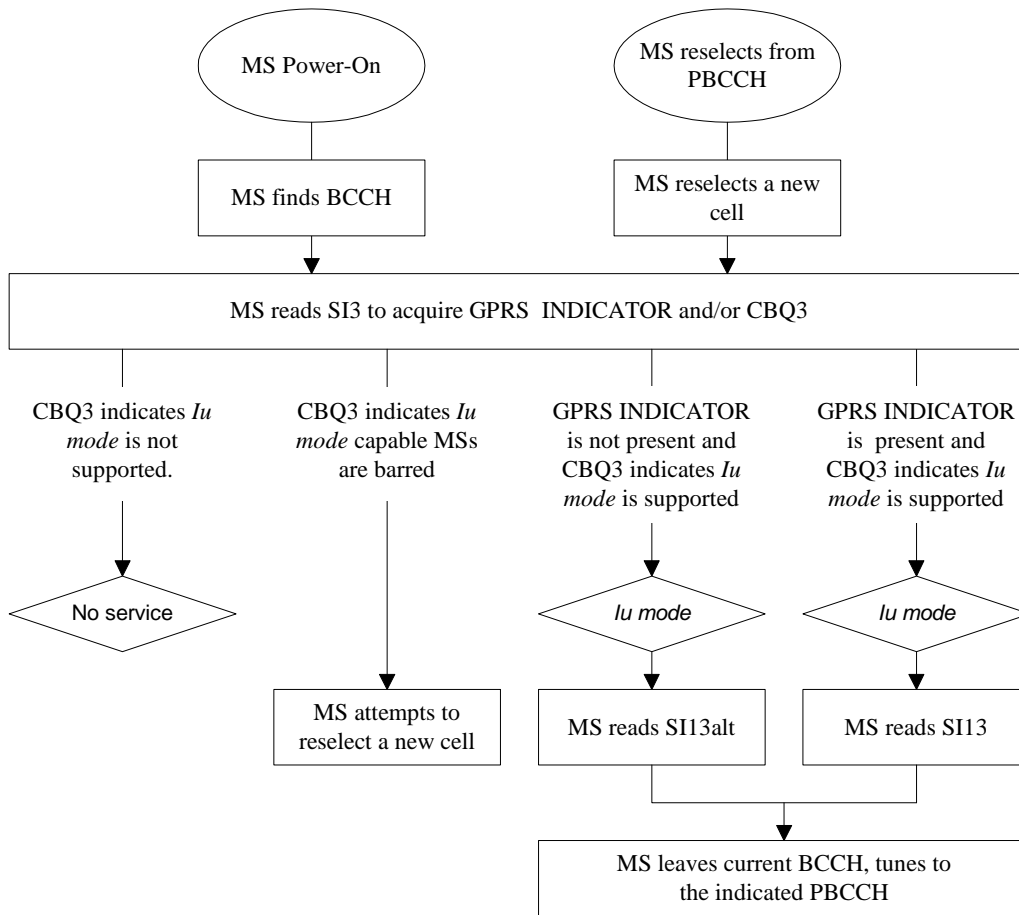 MS Power-On
MS reselects from
PBCCH
MS finds BCCH
MS reselects a new
cell
MS reads SI3 to acquire GPRS INDICATOR and/or CBQ3
CBQ3 indicates Iu
mode is not
supported.
CBQ3 indicates Iu
mode capable MSs
are barred
GPRS INDICATOR
is not present and
CBQ3 indicates Iu
mode is supported
GPRS INDICATOR
is present and
CBQ3 indicates Iu
mode is supported
No service
Iu mode
Iu mode
MS attempts to
reselect a new cell
MS reads SI13alt
MS reads SI13
MS leaves current BCCH, tunes to
the indicated PBCCH